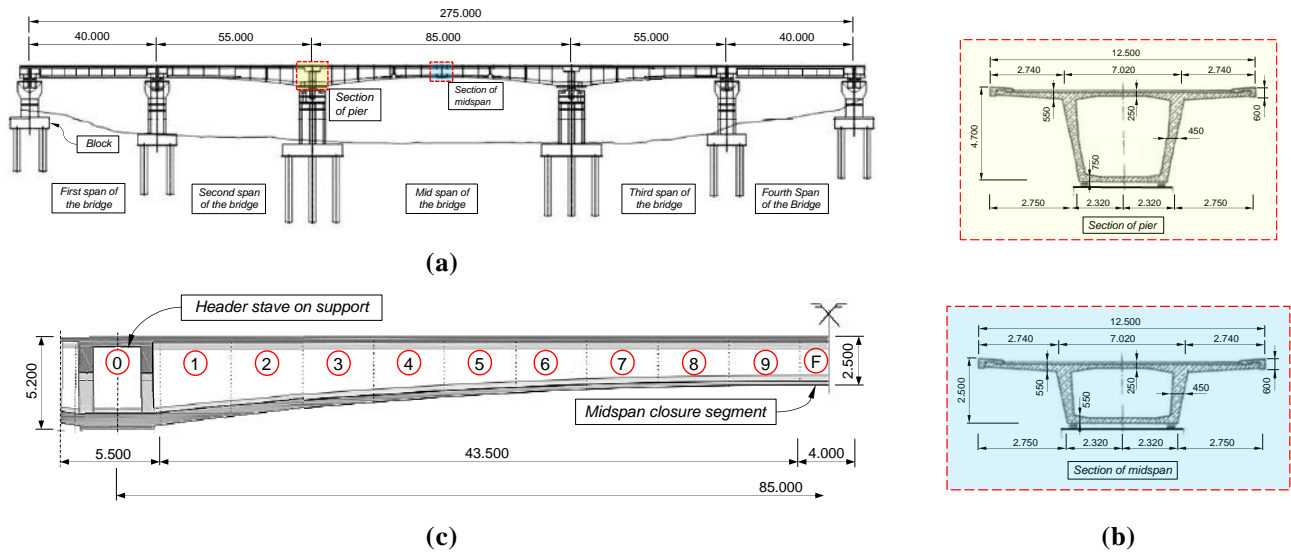 275.000
40.000 55.000 85.000 55.000 40.000
Section
of pier
Section of
midspan
Block
First span of
the bridge
Second span
of the bridge
Mid span of
the bridge
Third span of
the bridge
Fourth Span
of the Bridge
(a)
12.500
2.740 7.020 2.740
550
250
600
450
4.700
750
2.750 2.320 2.320 2.750
Section of pier
Header stave on support
0 1 2 3 4 5 6 7 8 9 F
5.200
2.500
Midspan closure segment
5.500 43.500 4.000
85.000
(c)
12.500
2.740 7.020 2.740
550
250
600
450
2.500
550
2.750 2.320 2.320 2.750
Section of midspan
(b)